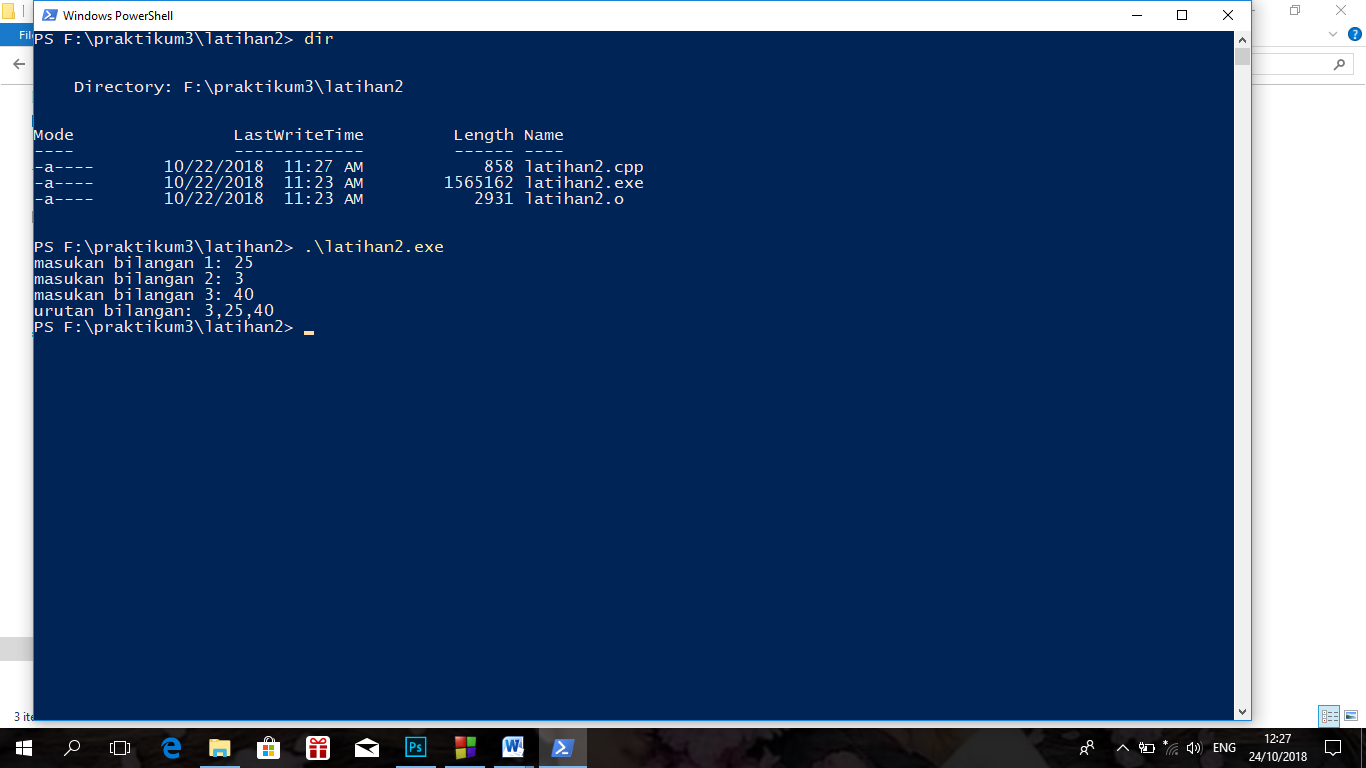 Windows PowerShell
Fil
PS F:\praktikum3\latihan2> dir
Directory: F:\praktikum3\latihan2
Mode                LastWriteTime         Length Name
----                -------------         ------ ----
-a----       10/22/2018  11:27 AM            858 latihan2.cpp
-a----       10/22/2018  11:23 AM        1565162 latihan2.exe
-a----       10/22/2018  11:23 AM           2931 latihan2.o
PS F:\praktikum3\latihan2> .\latihan2.exe
masukan bilangan 1: 25
masukan bilangan 2: 3
masukan bilangan 3: 40
urutan bilangan: 3,25,40
PS F:\praktikum3\latihan2> _
3 ite
Ps
ENG
12:27
24/10/2018